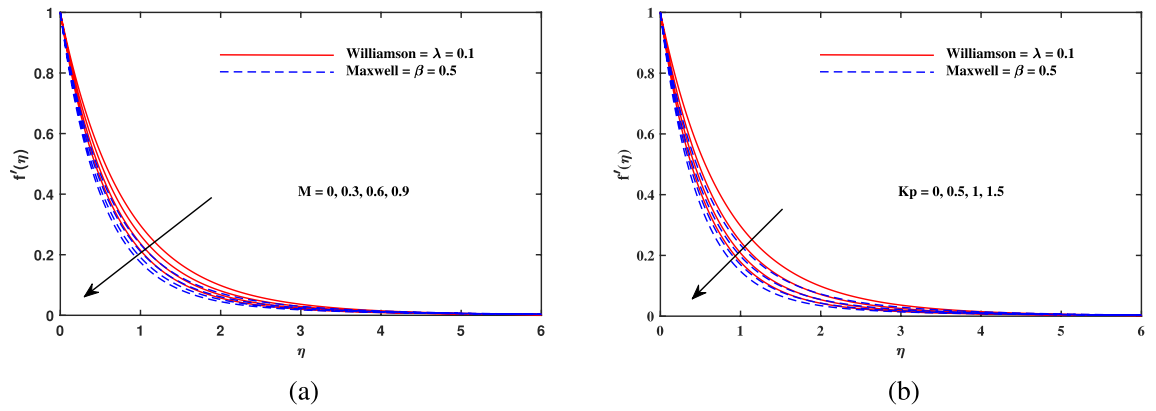 1
0.8
0.6
0.4
0.2
0
f'(η)
Williamson = λ = 0.1
Maxwell = β = 0.5
M = 0, 0.3, 0.6, 0.9
0 1 2 3 4 5 6
η
(a)
1
0.8
0.6
0.4
0.2
0
f'(η)
Williamson = λ = 0.1
Maxwell = β = 0.5
Kp = 0, 0.5, 1, 1.5
0 1 2 3 4 5 6
η
(b)